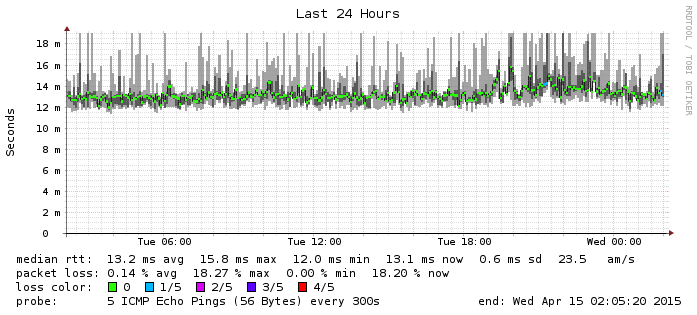 Last 24 Hours
RRDTOOL / TOBI OETIKER
Seconds
18 m
16 m
14 m
12 m
10 m
8 m
6 m
4 m
2 m
0
Tue 06:00 Tue 12:00 Tue 18:00 Wed 00:00
median rtt: 13.2 ms avg 15.8 ms max 12.0 ms min 13.1 ms now 0.6 ms sd 23.5 am/s
packet loss: 0.14 % avg 18.27 % max 0.00 % min 18.20 % now
loss color: 0 1/5 2/5 3/5 4/5
probe: 5 ICMP Echo Pings (56 Bytes) every 300s end: Wed Apr 15 02:05:20 2015